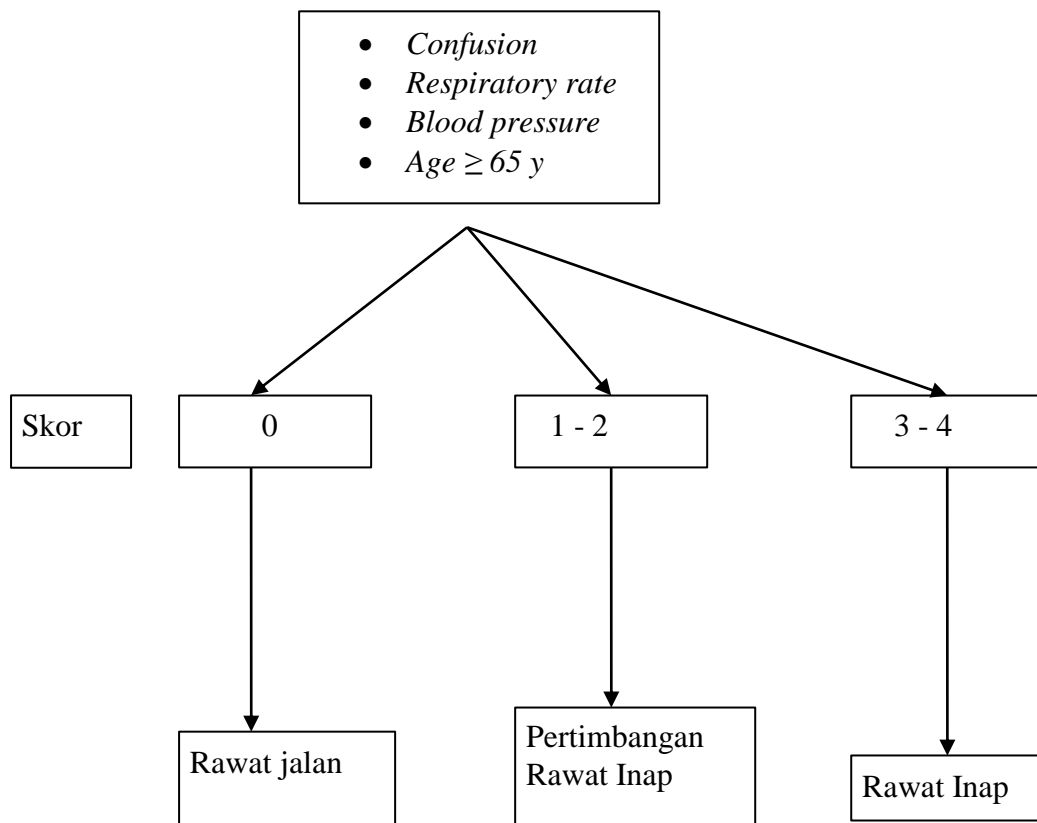 • Confusion
• Respiratory rate
• Blood pressure
• Age ≥ 65 y
Skor
0
1 - 2
3 - 4
Rawat jalan
Pertimbangan
Rawat Inap
Rawat Inap